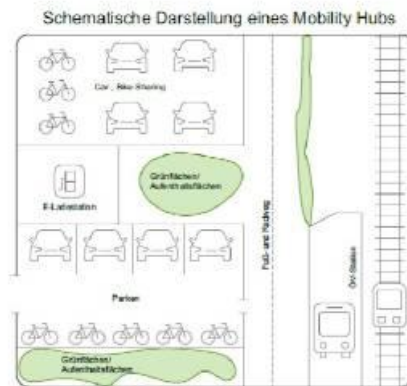 Schematische Darstellung eines Mobility Hubs
Car-, Bike-Sharing
Grünflächen/
Aufenthaltsflächen
E-Ladestation
Fuß- und Radweg
ÖV-Station
Parken
Grünflächen/
Aufenthaltsflächen